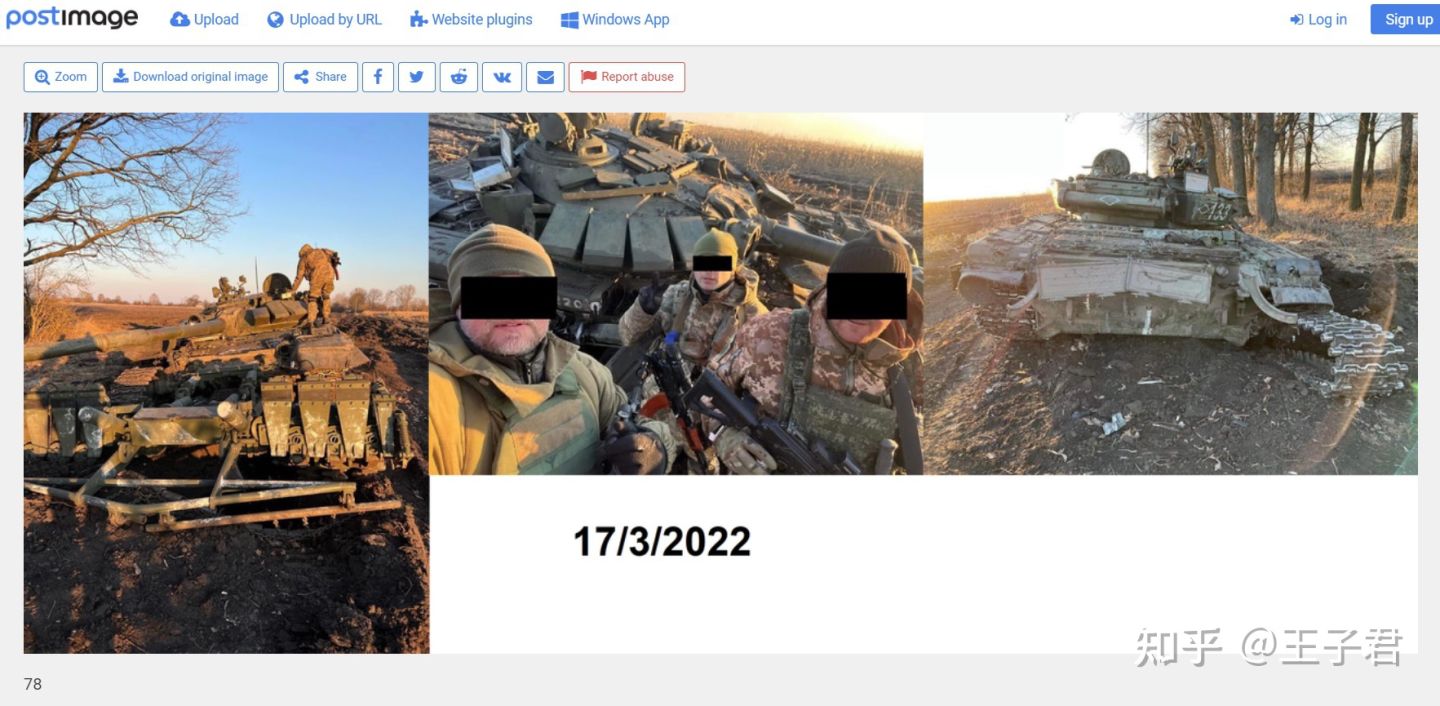 postimage Upload Upload by URL Website plugins Windows App Log in Sign up
Zoom Download original image Share Report abuse
17/3/2022
知乎 @王子君
78